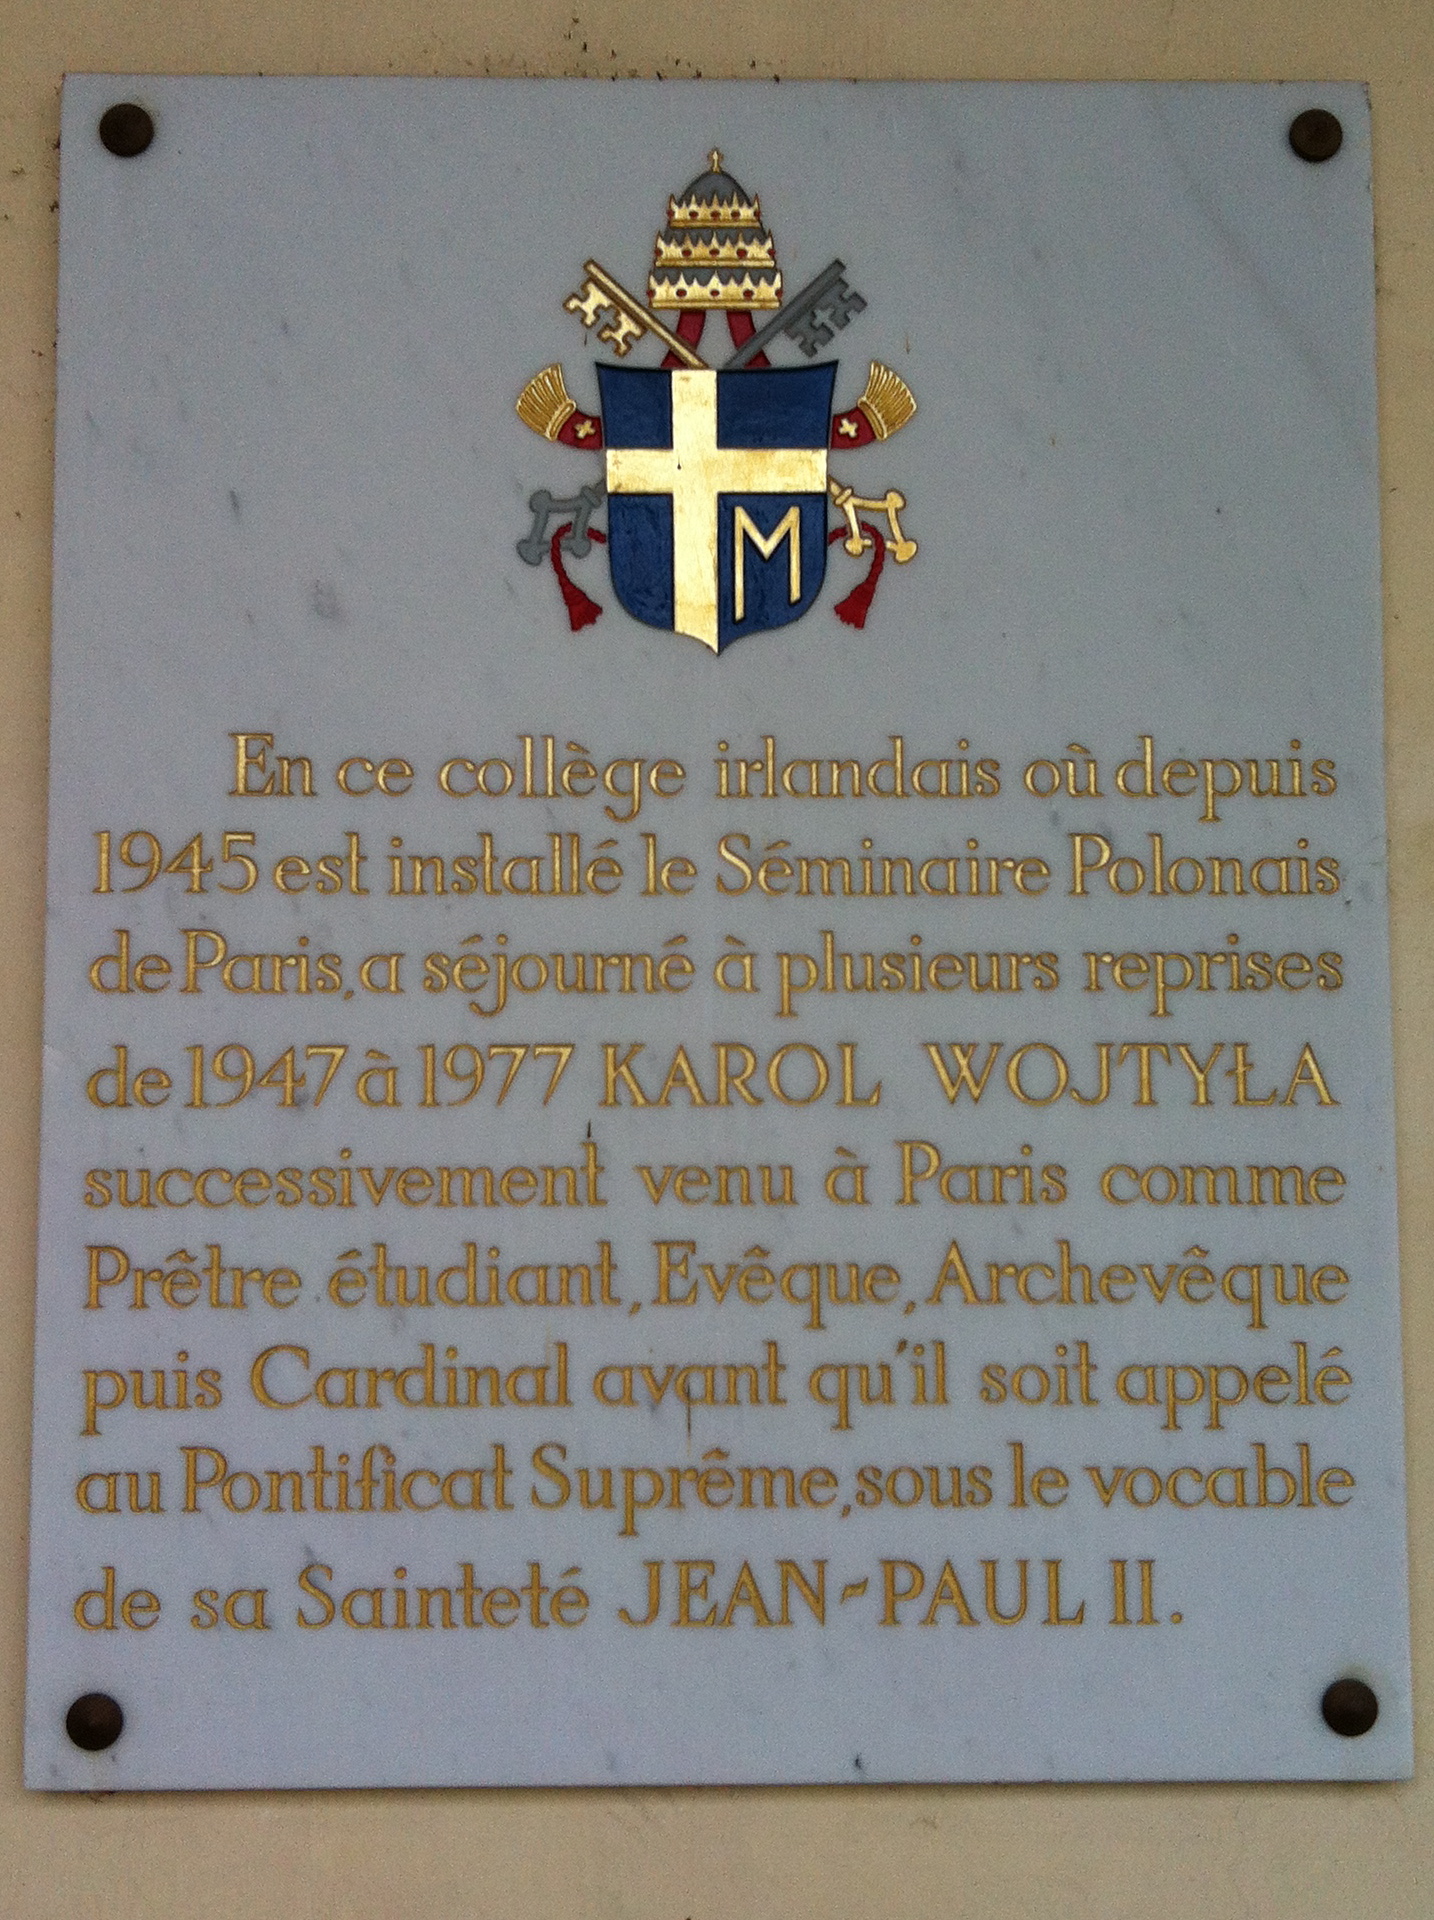 M
En ce collège irlandais où depuis
1945 est installé le Séminaire Polonais
de Paris, a séjourné à plusieurs reprises
de 1947 à 1977 KAROL WOJTYŁA
successivement venu à Paris comme
Prêtre étudiant, Evêque, Archevêque
puis Cardinal avant qu'il soit appelé
au Pontificat Suprême, sous le vocable
de sa Sainteté JEAN-PAUL II.